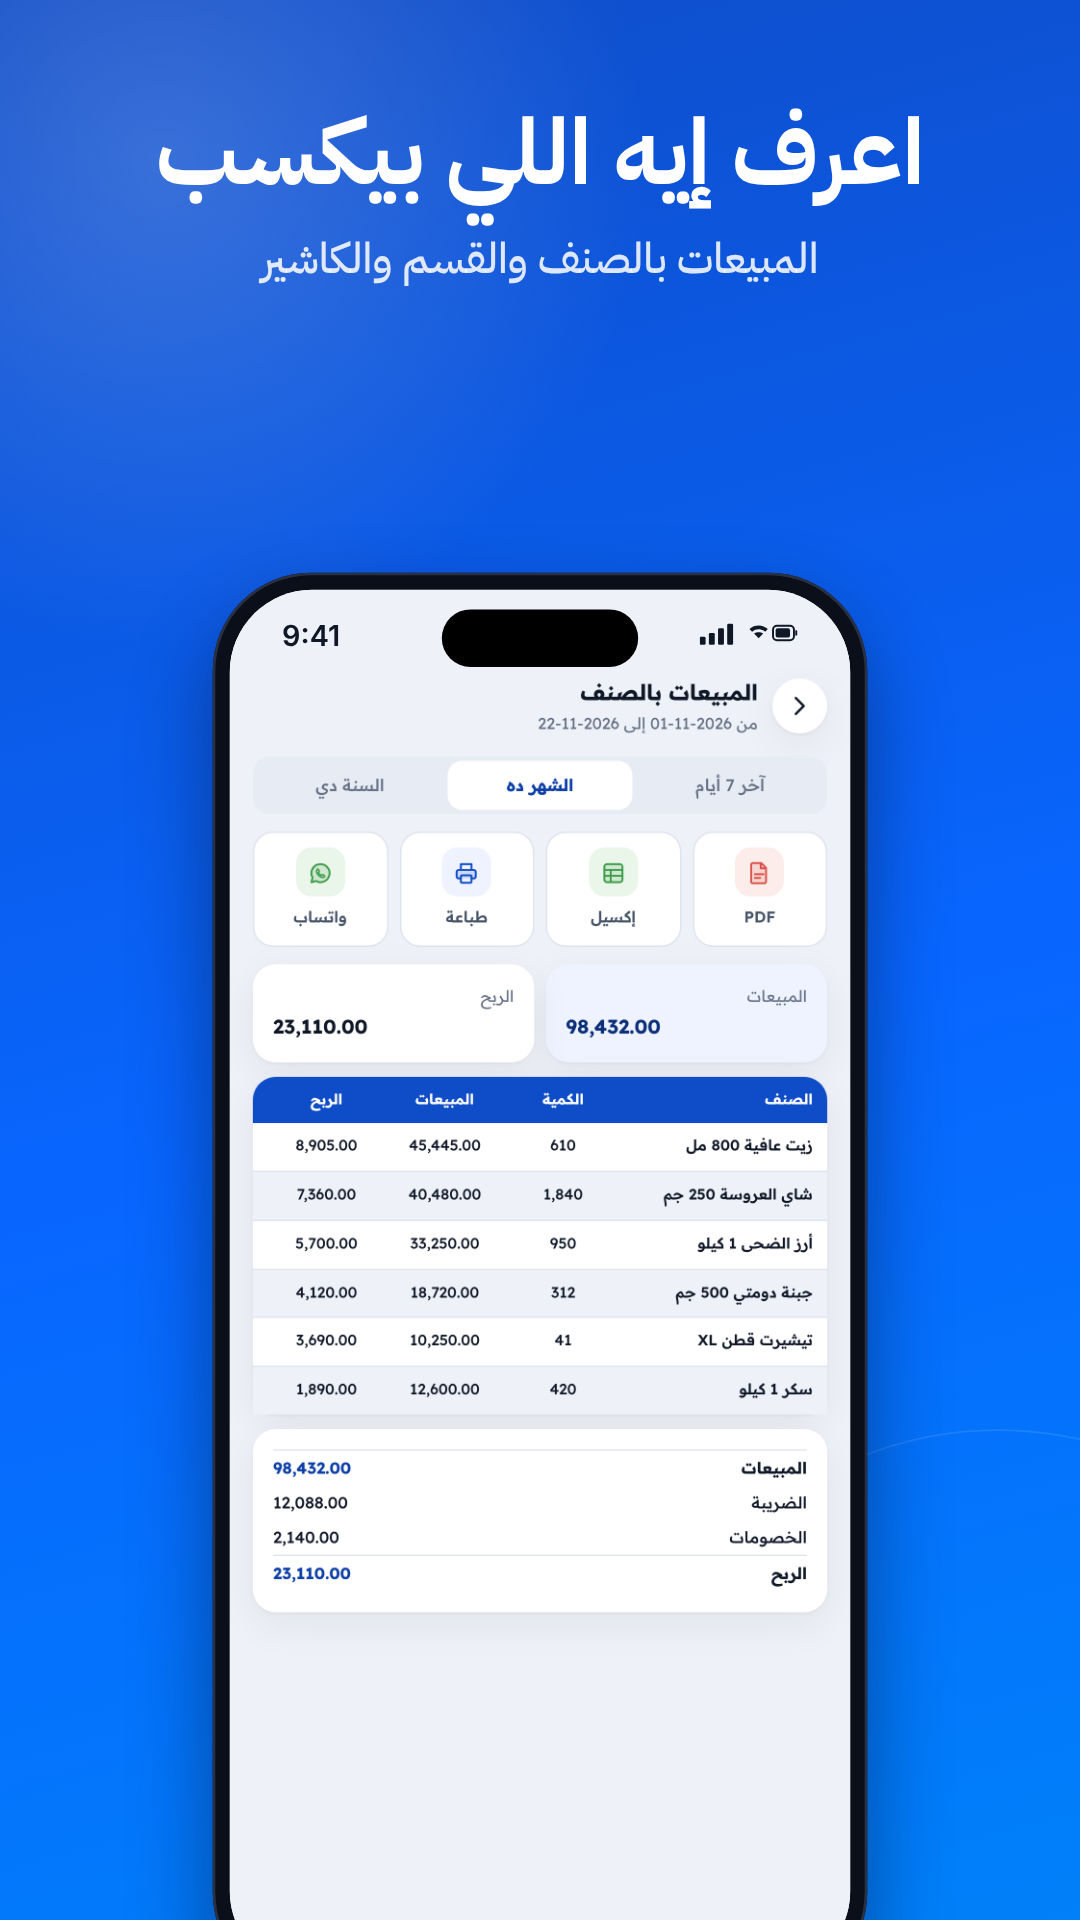 اعرف إيه اللي بيكسب
المبيعات بالصنف والقسم والكاشير
9:41
المبيعات بالصنف
من 2026-11-01 إلى 2026-11-22
آخر 7 أيام الشهر ده السنة دي
PDF إكسيل طباعة واتساب
المبيعات الربح
98,432.00 23,110.00
الصنف الكمية المبيعات الربح
زيت عافية 800 مل 610 45,445.00 8,905.00
شاي العروسة 250 جم 1,840 40,480.00 7,360.00
أرز الضحى 1 كيلو 950 33,250.00 5,700.00
جبنة دومتي 500 جم 312 18,720.00 4,120.00
تيشيرت قطن XL 41 10,250.00 3,690.00
سكر 1 كيلو 420 12,600.00 1,890.00
المبيعات 98,432.00
الضريبة 12,088.00
الخصومات 2,140.00
الربح 23,110.00